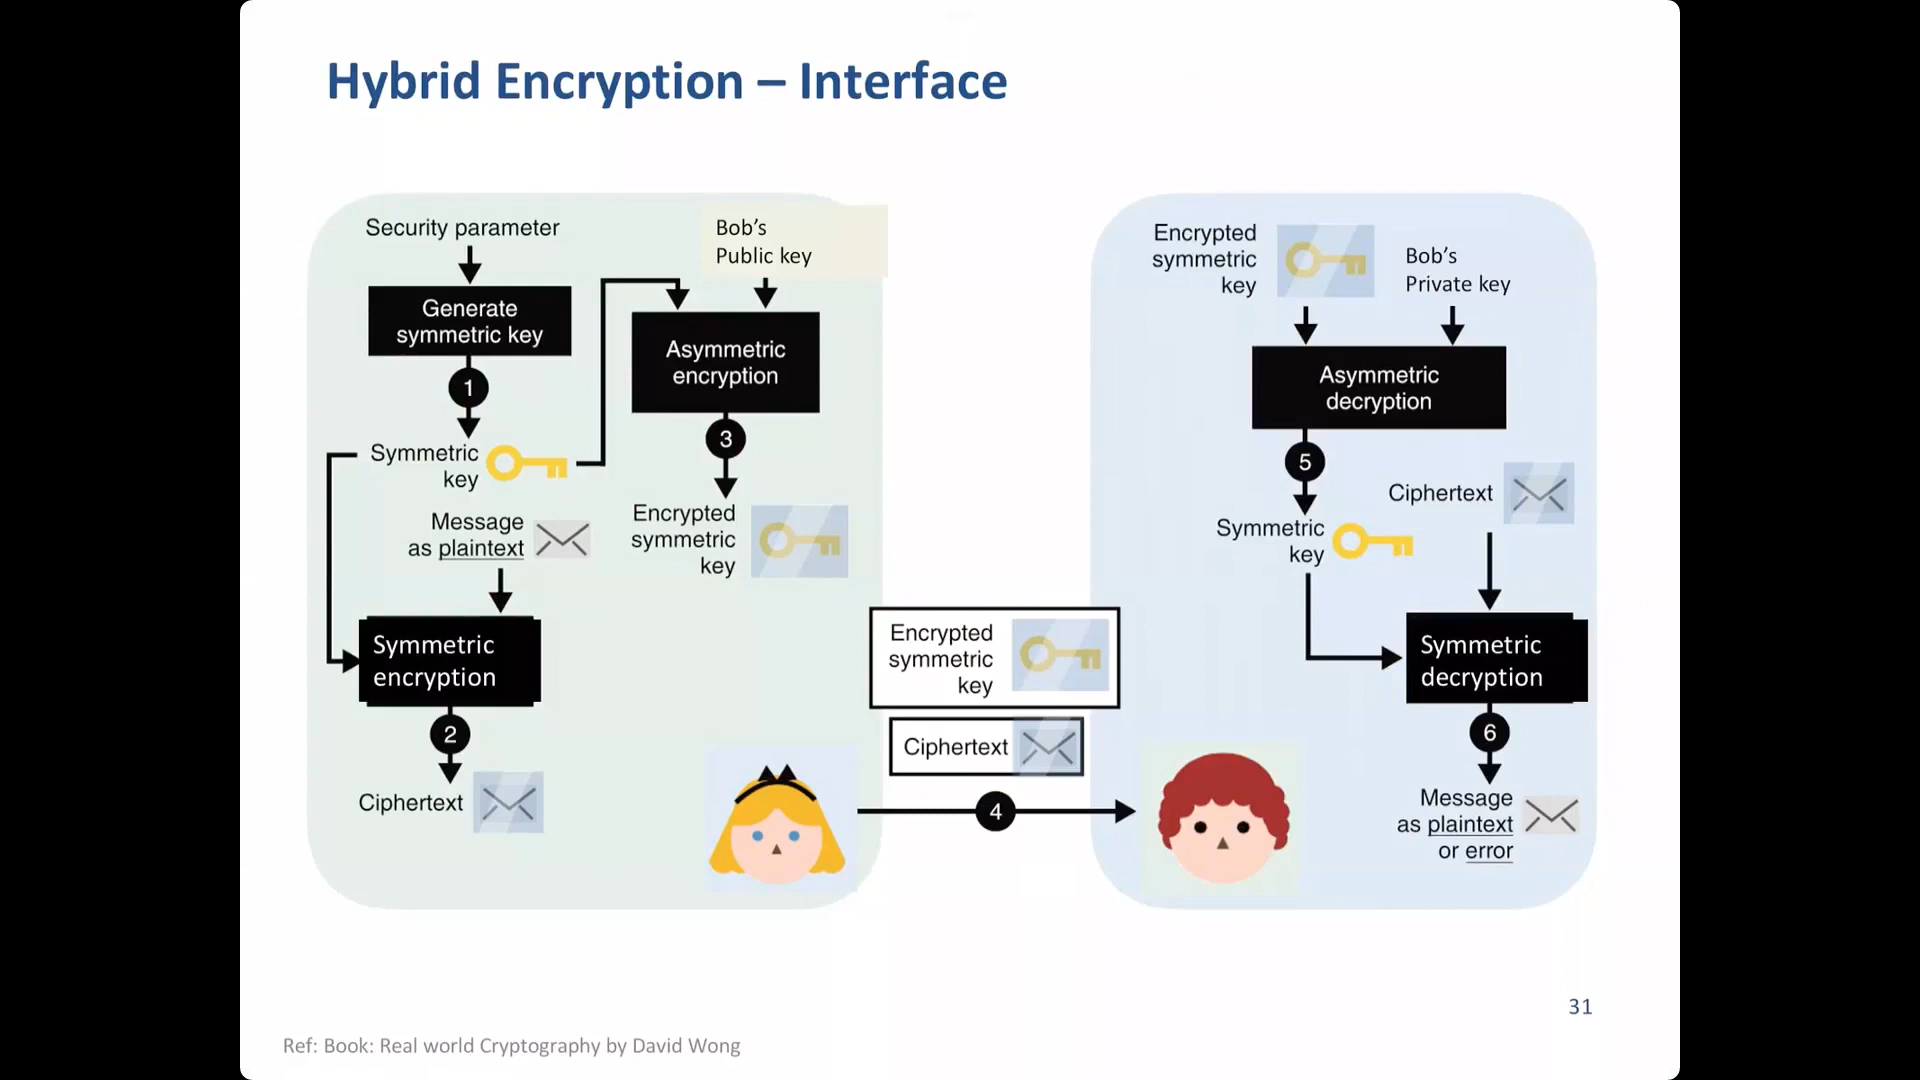 Hybrid Encryption – Interface
Security parameter
Generate
symmetric key
1
Symmetric
key
Message
as plaintext
Symmetric
encryption
2
Ciphertext
Bob’s
Public key
Asymmetric
encryption
3
Encrypted
symmetric
key
Encrypted
symmetric
key
Ciphertext
4
Encrypted
symmetric
key
Bob’s
Private key
Asymmetric
decryption
5
Symmetric
key
Ciphertext
Symmetric
decryption
6
Message
as plaintext
or error
31
Ref: Book: Real world Cryptography by David Wong